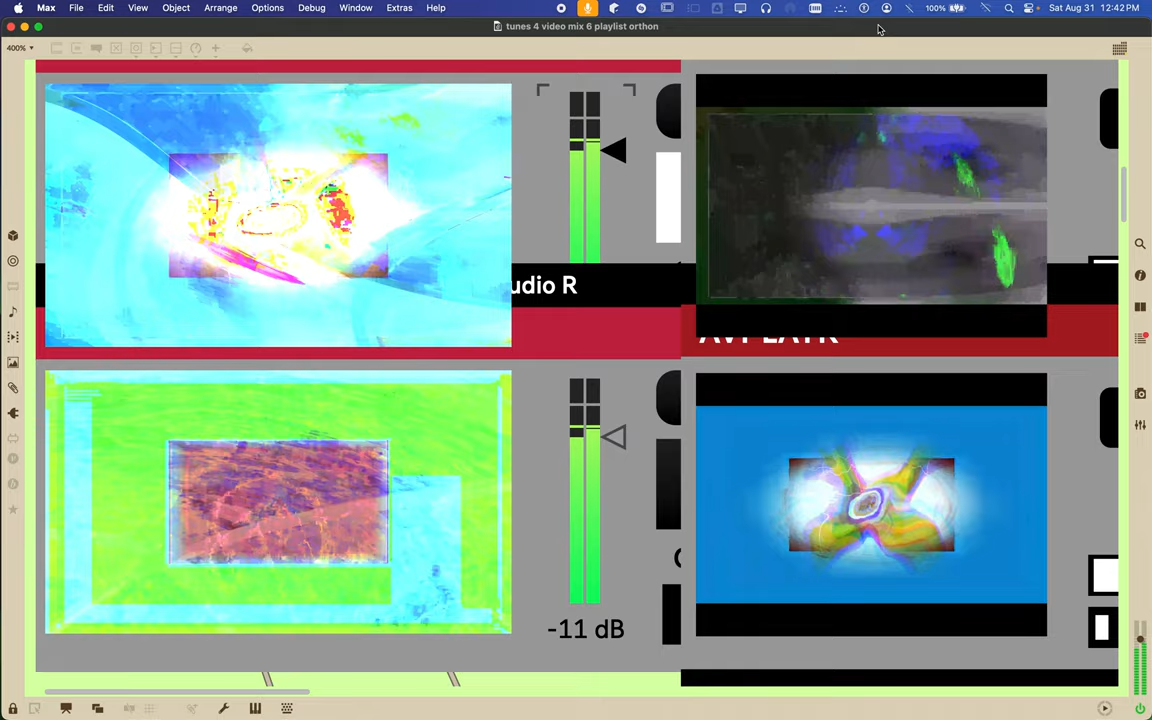 Max File Edit View Object Arrange Options Debug Window Extras Help 100% Sat Aug 31 12:42 PM
tunes 4 video mix 6 playlist orthon
400%
udio R
-11 dB